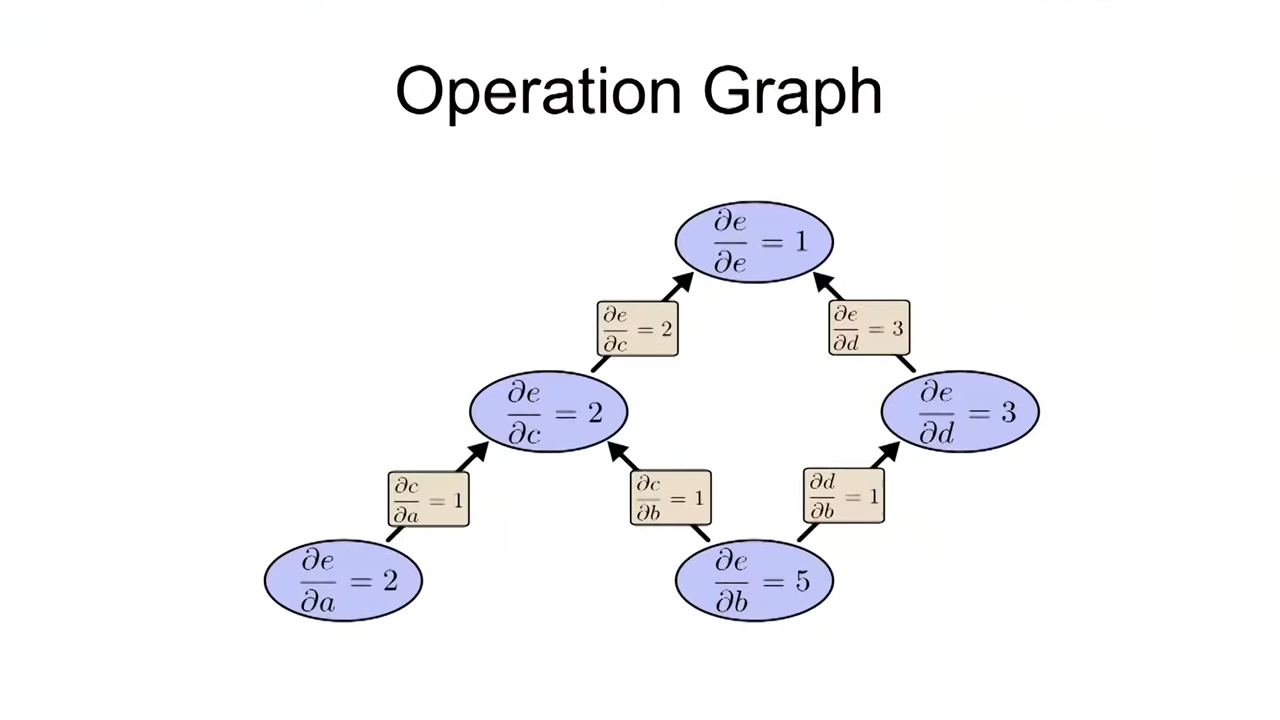 Operation Graph
∂e/∂e = 1
∂e/∂c = 2
∂e/∂d = 3
∂e/∂c = 2
∂e/∂d = 3
∂c/∂a = 1
∂c/∂b = 1
∂d/∂b = 1
∂e/∂a = 2
∂e/∂b = 5